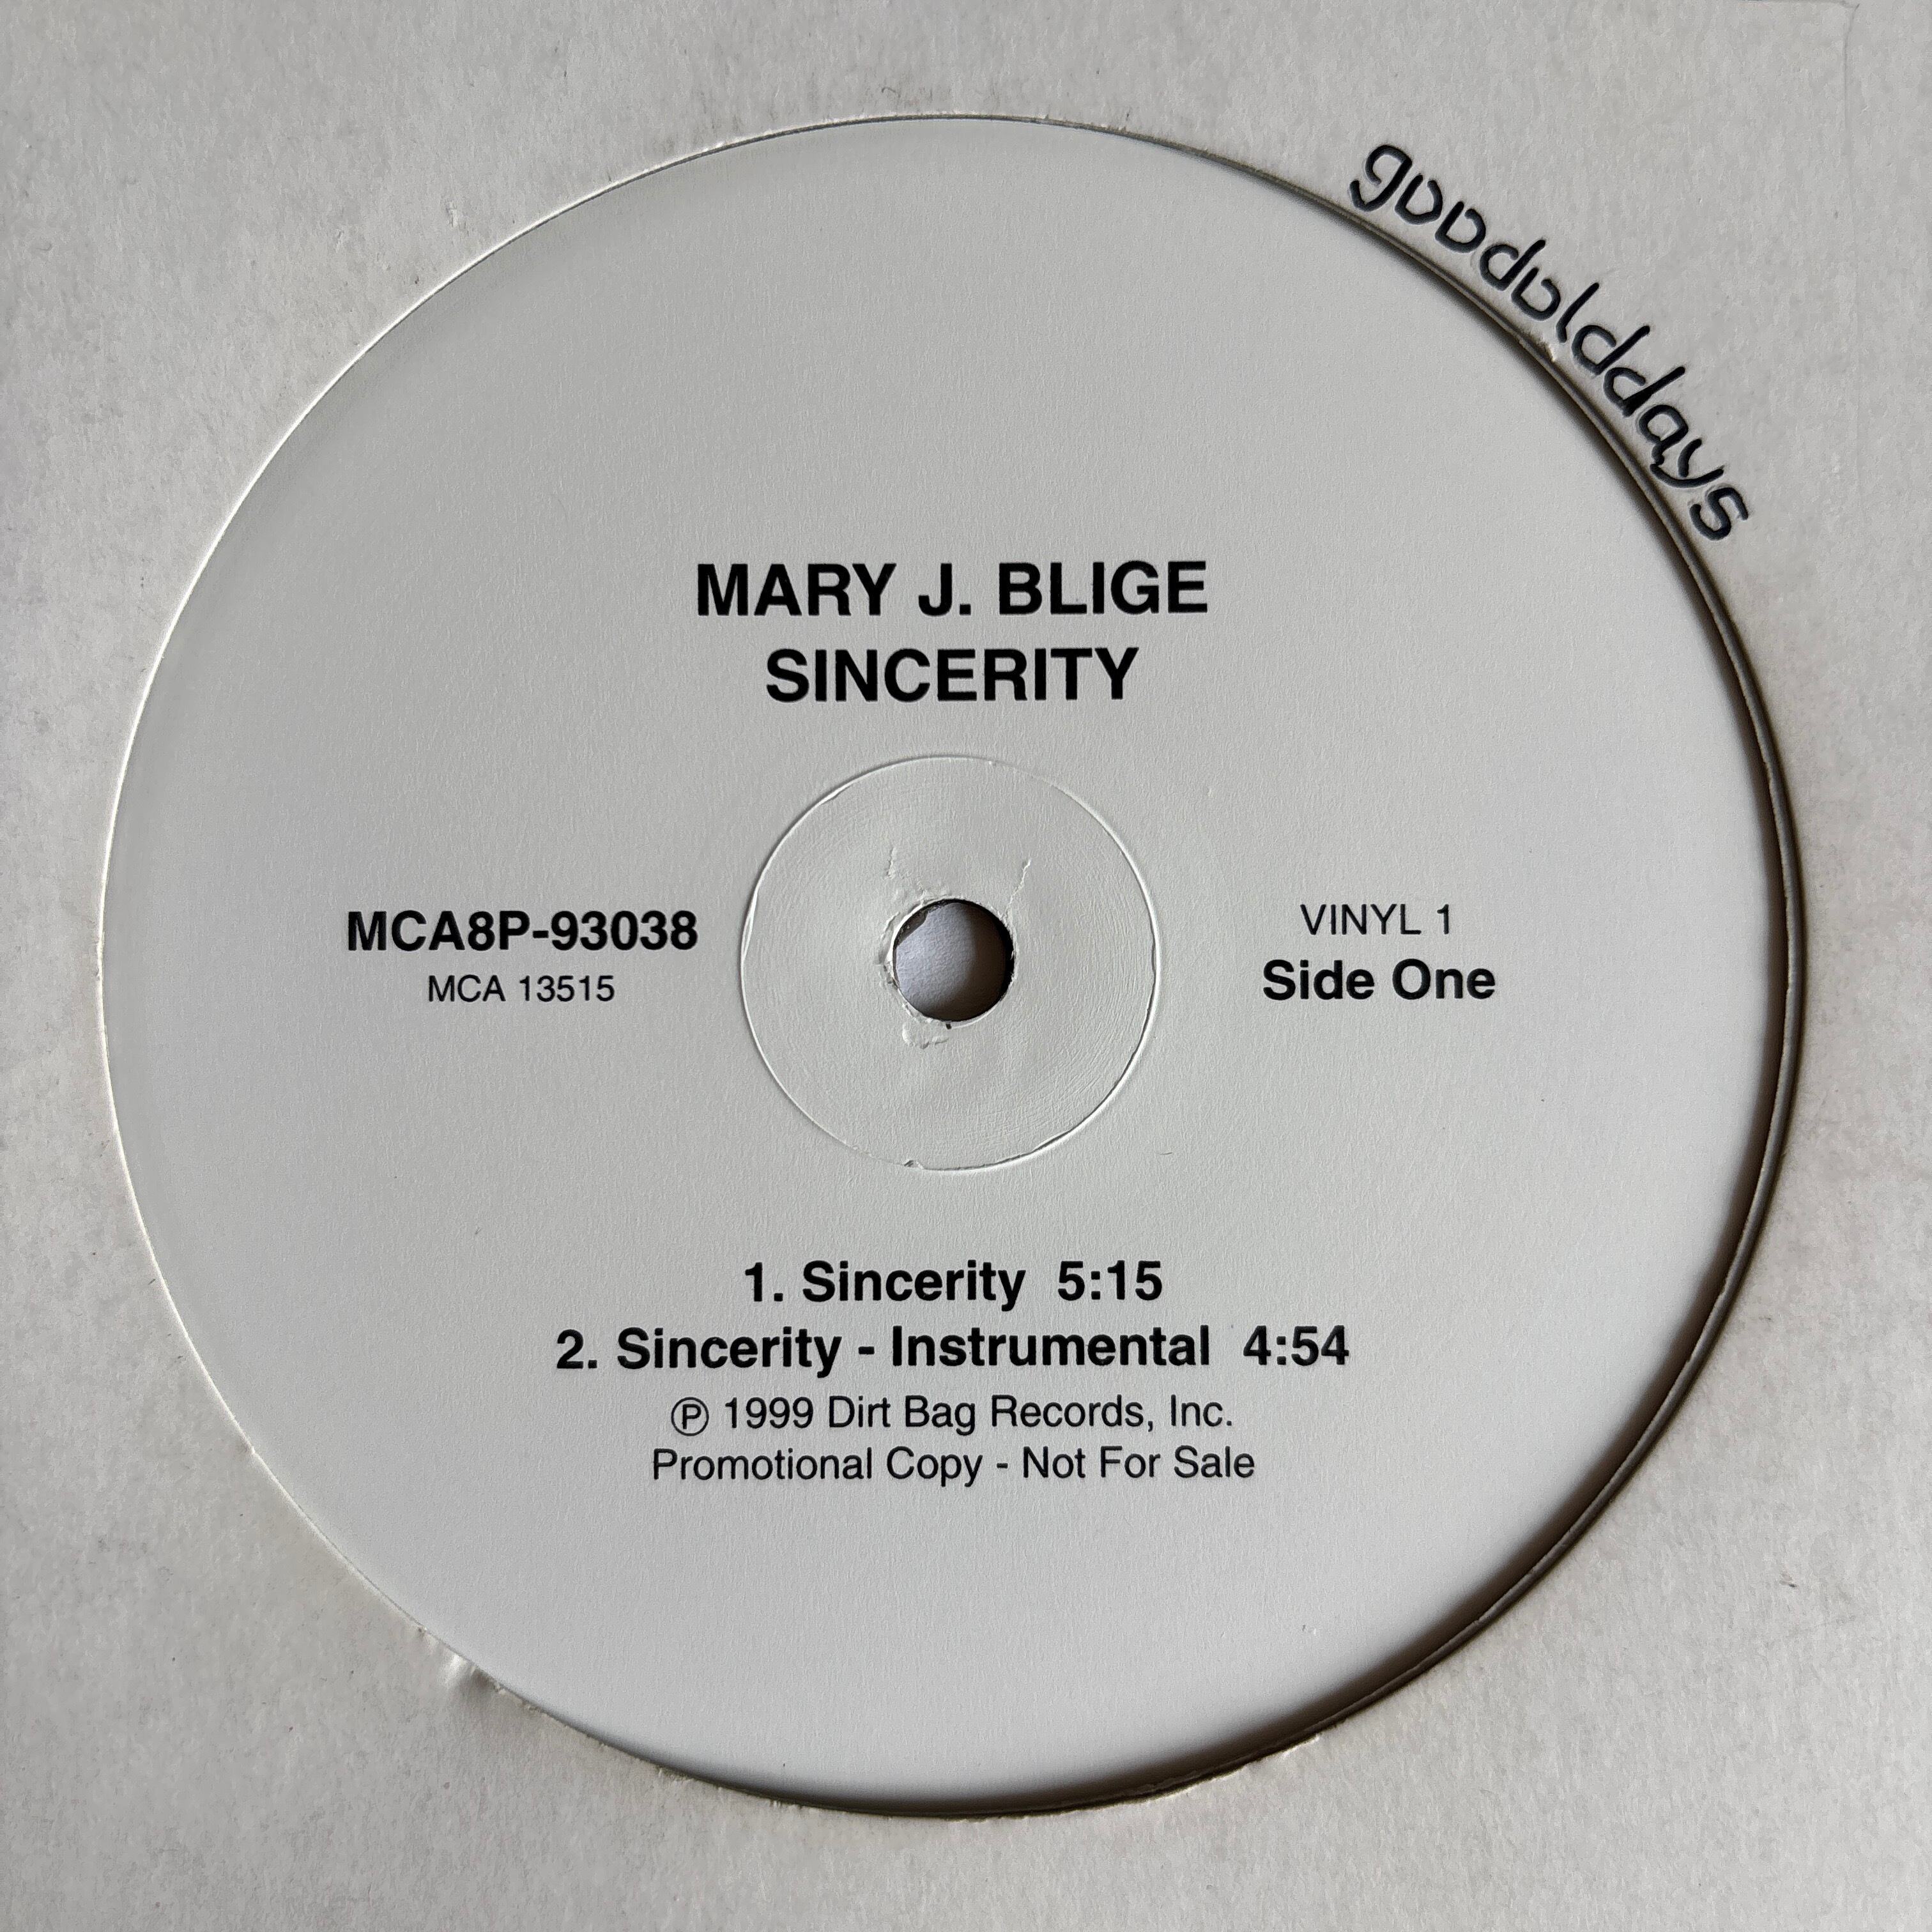 goodolddays
MARY J. BLIGE
SINCERITY
MCA8P-93038
MCA 13515
VINYL 1
Side One
1. Sincerity 5:15
2. Sincerity - Instrumental 4:54
℗ 1999 Dirt Bag Records, Inc.
Promotional Copy - Not For Sale